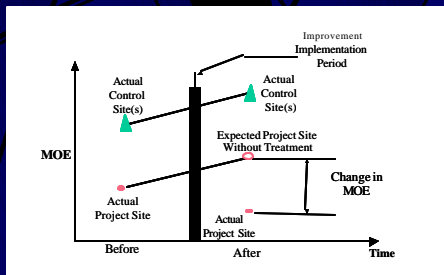 Improvement
Implementation
Period
Actual
Control
Site(s)
Actual
Control
Site(s)
Expected Project Site
Without Treatment
MOE
Change in
MOE
Actual
Project Site
Actual
Project Site
Before
After
Time